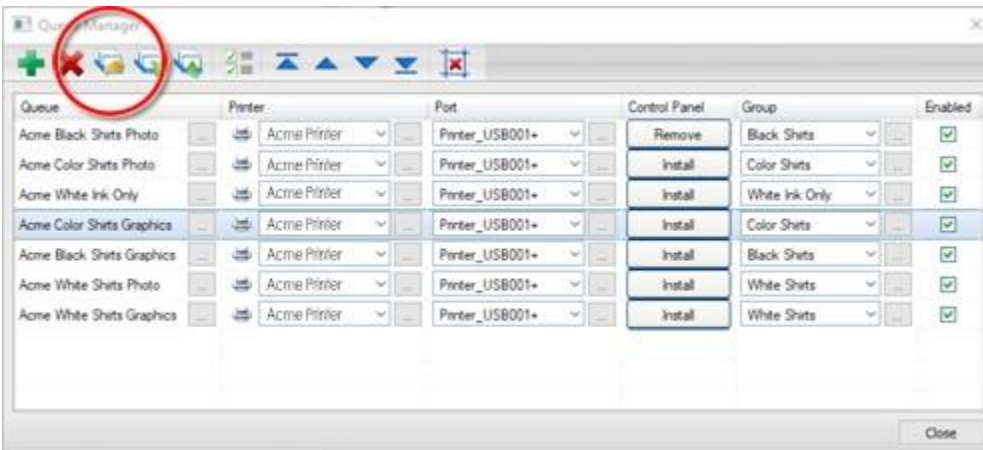 Queue Manager
Queue Printer Port Control Panel Group Enabled
Acme Black Shirts Photo ... Acme Printer ... Printer_USB001+ ... Remove Black Shirts ...
Acme Color Shirts Photo ... Acme Printer ... Printer_USB001+ ... Install Color Shirts ...
Acme White Ink Only ... Acme Printer ... Printer_USB001+ ... Install White Ink Only ...
Acme Color Shirts Graphics ... Acme Printer ... Printer_USB001+ ... Install Color Shirts ...
Acme Black Shirts Graphics ... Acme Printer ... Printer_USB001+ ... Install Black Shirts ...
Acme White Shirts Photo ... Acme Printer ... Printer_USB001+ ... Install White Shirts ...
Acme White Shirts Graphics ... Acme Printer ... Printer_USB001+ ... Install White Shirts ...
Close